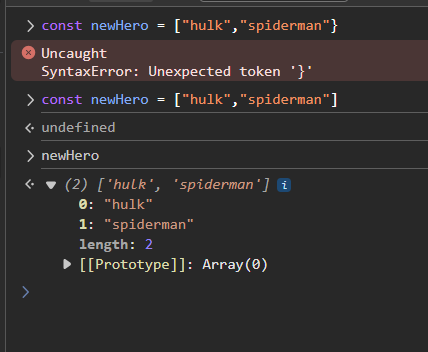 const newHero = ["hulk","spiderman"}
Uncaught
SyntaxError: Unexpected token '}'
const newHero = ["hulk","spiderman"]
undefined
newHero
(2) ['hulk', 'spiderman'] i
0: "hulk"
1: "spiderman"
length: 2
[[Prototype]]: Array(0)